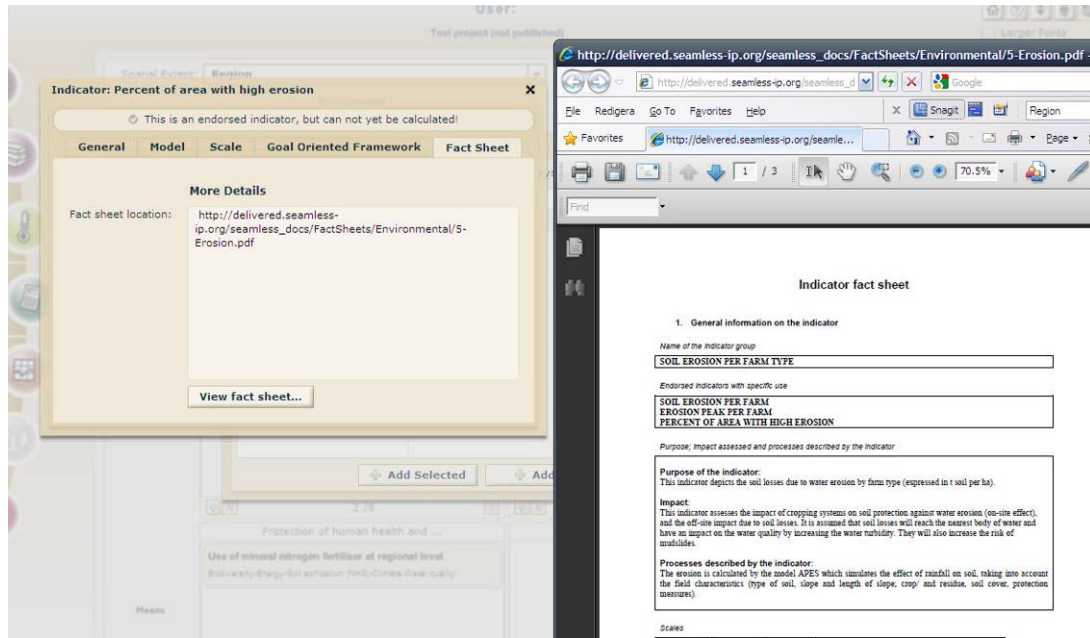 User:
Test project (not published)
Larger Fonts
Spatial Extent: Region
Indicator: Percent of area with high erosion
This is an endorsed indicator, but can not yet be calculated!
General Model Scale Goal Oriented Framework Fact Sheet
More Details
Fact sheet location:
http://delivered.seamless-
ip.org/seamless_docs/FactSheets/Environmental/5-
Erosion.pdf
View fact sheet...
Add Selected
Add
2 /6
Protection of human health and ...
Use of mineral nitrogen fertiliser at regional level
Means
http://delivered.seamless-ip.org/seamless_docs/FactSheets/Environmental/5-Erosion.pdf -
http://delivered.seamless-ip.org/seamless_d
Google
File Redigera Go To Favorites Help
X Snagit
Region
Favorites
http://delivered.seamless-ip.org/seamle...
Page
1 / 3
70.5%
Find
Indicator fact sheet
1. General information on the indicator
Name of the indicator group
SOIL EROSION PER FARM TYPE
Endorsed indicators with specific use
SOIL EROSION PER FARM
EROSION PEAK PER FARM
PERCENT OF AREA WITH HIGH EROSION
Purpose; impact assessed and processes described by the indicator
Purpose of the indicator:
This indicator depicts the soil losses due to water erosion by farm type (expressed in t soil per ha).
Impact:
This indicator assesses the impact of cropping systems on soil protection against water erosion (on-site effect),
and the off-site impact due to soil losses. It is assumed that soil losses will reach the nearest body of water and
have an impact on the water quality by increasing the water turbidity. They will also increase the risk of
mudslides.
Processes described by the indicator:
The erosion is calculated by the model APES which simulates the effect of rainfall on soil, taking into account
the field characteristics (type of soil, slope and length of slope; crop/ and residue, soil cover, protection
measures).
Scales